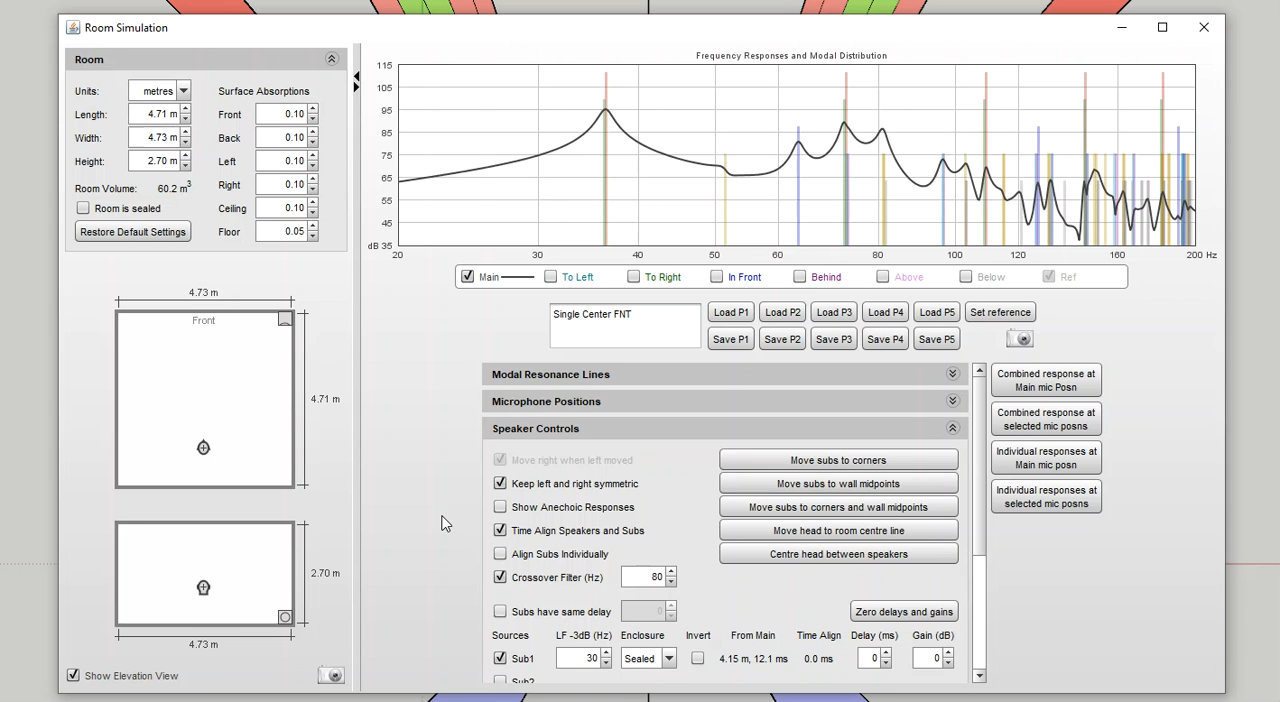 Room Simulation
Room
Units: metres Surface Absorptions
Length: 4.71 m Front 0.10
Width: 4.73 m Back 0.10
Height: 2.70 m Left 0.10
Room Volume: 60.2 m3 Right 0.10
Room is sealed Ceiling 0.10
Restore Default Settings Floor 0.05
4.73 m
Front
4.71 m
2.70 m
4.73 m
Show Elevation View
Frequency Responses and Modal Distribution
115
105
95
85
75
65
55
45
dB 35
20 30 40 50 60 80 100 120 160 200 Hz
Main To Left To Right In Front Behind Above Below Ref
Single Center FNT
Load P1 Load P2 Load P3 Load P4 Load P5 Set reference
Save P1 Save P2 Save P3 Save P4 Save P5
Modal Resonance Lines
Microphone Positions
Speaker Controls
Move right when left moved Move subs to corners
Keep left and right symmetric Move subs to wall midpoints
Show Anechoic Responses Move subs to corners and wall midpoints
Time Align Speakers and Subs Move head to room centre line
Align Subs Individually Centre head between speakers
Crossover Filter (Hz) 80
Subs have same delay 0 Zero delays and gains
Sources LF -3dB (Hz) Enclosure Invert From Main Time Align Delay (ms) Gain (dB)
Sub1 30 Sealed 4.15 m, 12.1 ms 0.0 ms 0 0
Sub2
Combined response at
Main mic Posn
Combined response at
selected mic posns
Individual responses at
Main mic posn
Individual responses at
selected mic posns